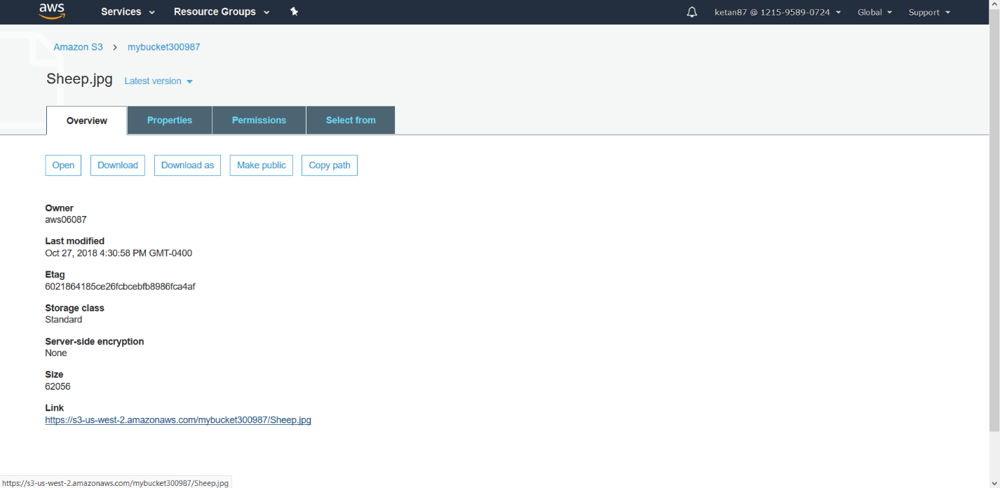 aws Services Resource Groups ketan87 @ 1215-9589-0724 Global Support
Amazon S3 > mybucket300987
Sheep.jpg Latest version
Overview Properties Permissions Select from
Open Download Download as Make public Copy path
Owner
aws06087
Last modified
Oct 27, 2018 4:30:58 PM GMT-0400
Etag
6021864185ce26fcbcebfb8986fca4af
Storage class
Standard
Server-side encryption
None
Size
62056
Link
https://s3-us-west-2.amazonaws.com/mybucket300987/Sheep.jpg
https://s3-us-west-2.amazonaws.com/mybucket300987/Sheep.jpg